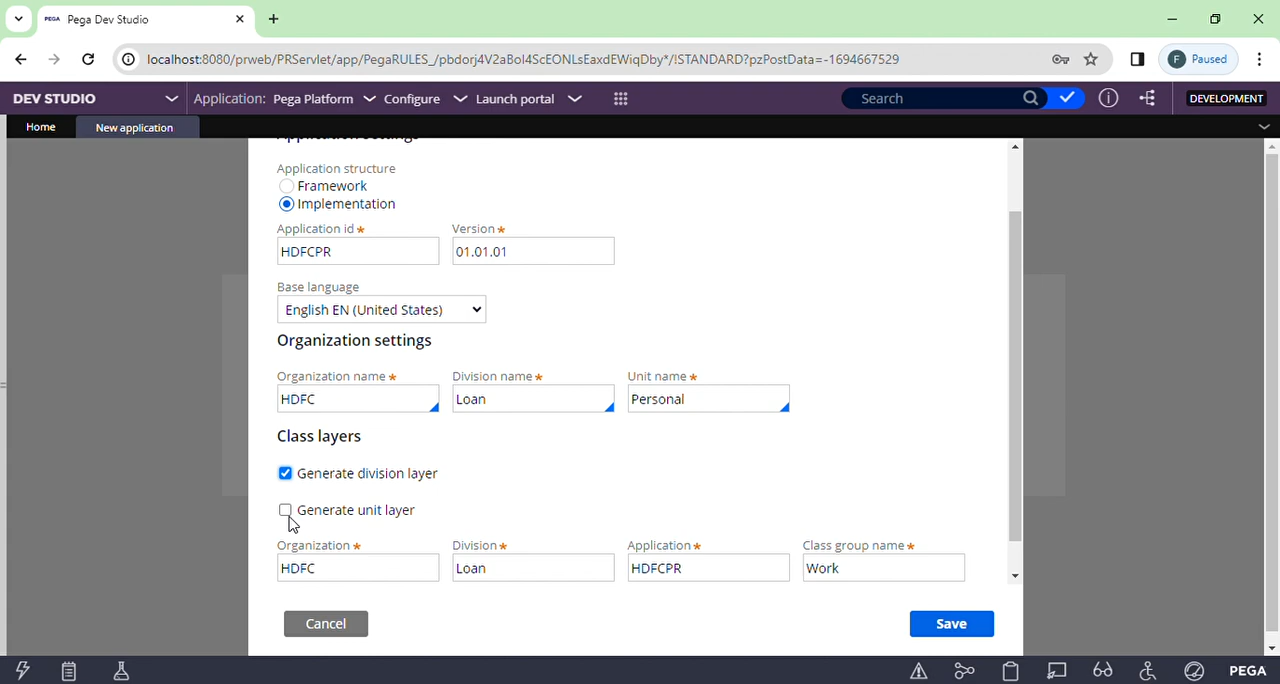 PEGA Pega Dev Studio
localhost:8080/prweb/PRServlet/app/PegaRULES_/pbdorj4V2aBol4ScEONLsEaxdEWiqDby*/!STANDARD?pzPostData=-1694667529
F Paused
DEV STUDIO Application: Pega Platform Configure Launch portal Search DEVELOPMENT
Home New application
Application settings
Application structure
Framework
Implementation
Application id * Version *
HDFCPR 01.01.01
Base language
English EN (United States)
Organization settings
Organization name * Division name * Unit name *
HDFC Loan Personal
Class layers
Generate division layer
Generate unit layer
Organization * Division * Application * Class group name *
HDFC Loan HDFCPR Work
Cancel Save
PEGA